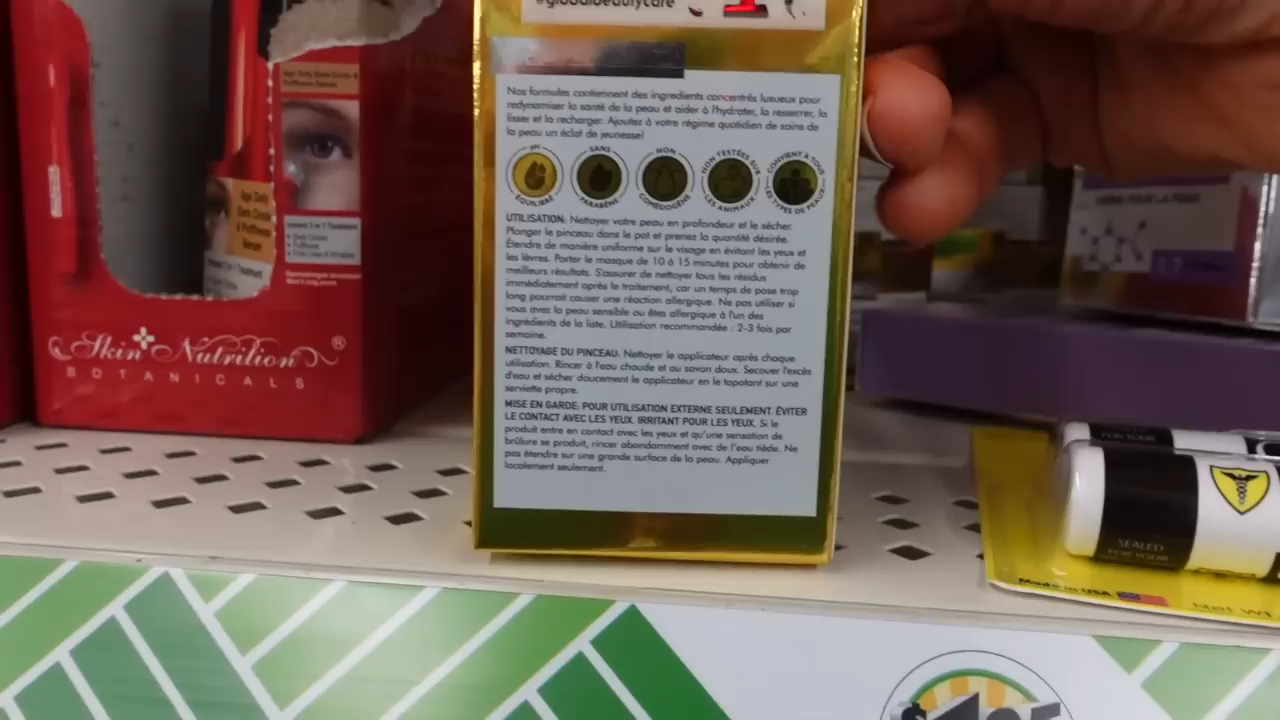 #globalbeautycare
Nos formules contiennent des ingredients concentrés luxueux pour
redynamiser la santé de la peau et aider à l'hydrater, la resserrer, la
lisser et la recharger. Ajoutez à votre régime quotidien de soins de
la peau un éclat de jeunesse!
pH ÉQUILIBRÉ
SANS PARABÈNE
NON COMÉDOGÈNE
NON TESTÉES SUR LES ANIMAUX
CONVIENT À TOUS LES TYPES DE PEAUX
UTILISATION: Nettoyer votre peau en profondeur et le sécher.
Plonger le pinceau dans le pot et prenez la quantité désirée.
Étendre de manière uniforme sur le visage en évitant les yeux et
les lèvres. Porter le masque de 10 à 15 minutes pour obtenir de
meilleurs résultats. S'assurer de nettoyer tous les résidus
immédiatement après le traitement, car un temps de pose trop
long pourrait causer une réaction allergique. Ne pas utiliser si
vous avez la peau sensible ou êtes allergique à l'un des
ingrédients de la liste. Utilisation recommandée : 2-3 fois par
semaine.
NETTOYAGE DU PINCEAU: Nettoyer le applicateur après chaque
utilisation. Rincer à l'eau chaude et au savon doux. Secouer l'excès
d'eau et sécher doucement le applicateur en le tapotant sur une
serviette propre.
MISE EN GARDE: POUR UTILISATION EXTERNE SEULEMENT. ÉVITER
LE CONTACT AVEC LES YEUX. IRRITANT POUR LES YEUX. Si le
produit entre en contact avec les yeux et qu'une sensation de
brûlure se produit, rincer abondamment avec de l'eau tiède. Ne
pas étendre sur une grande surface de la peau. Appliquer
localement seulement.
Age Defy
Dark Circle
& Puffiness
Serum
Skin Nutrition®
BOTANICALS
SEALED
FOR YOUR
Made in USA
Net Wt